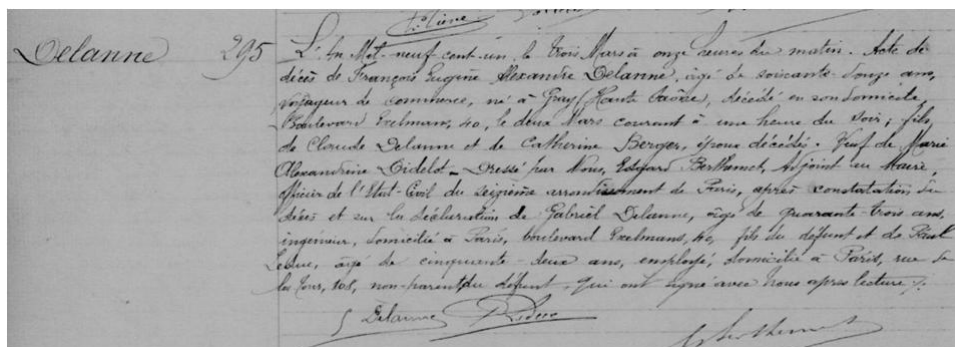 Delanne 295
L'An Mil-neuf-cent-un, le trois Mars à onze heures du matin. Acte de
décès de François Eugène Alexandre Delanne, âgé de soixante-douze ans,
voyageur de commerce, né à Gray (Haute Saône), décédé en son domicile
Boulevard Exelmans, 40, le deux Mars courant à une heure du soir; fils
de Claude Delanne et de Catherine Berger, époux décédés. Veuf de Marie
Alexandrine Didelot. Dressé par Nous, Edgard Berthemet, Adjoint au Maire,
officier de l'Etat-Civil du seizième arrondissement de Paris, après constatation du
décès et sur la déclaration de Gabriel Delanne, âgé de quarante-trois ans,
ingénieur, domicilié à Paris, boulevard Exelmans, 40, fils du défunt et de Paul
Leduc, âgé de cinquante-deux ans, employé, domicilié à Paris, rue de
la Tour, 108, non-parent du défunt, qui ont signé avec Nous après lecture.
G Delanne P Leduc